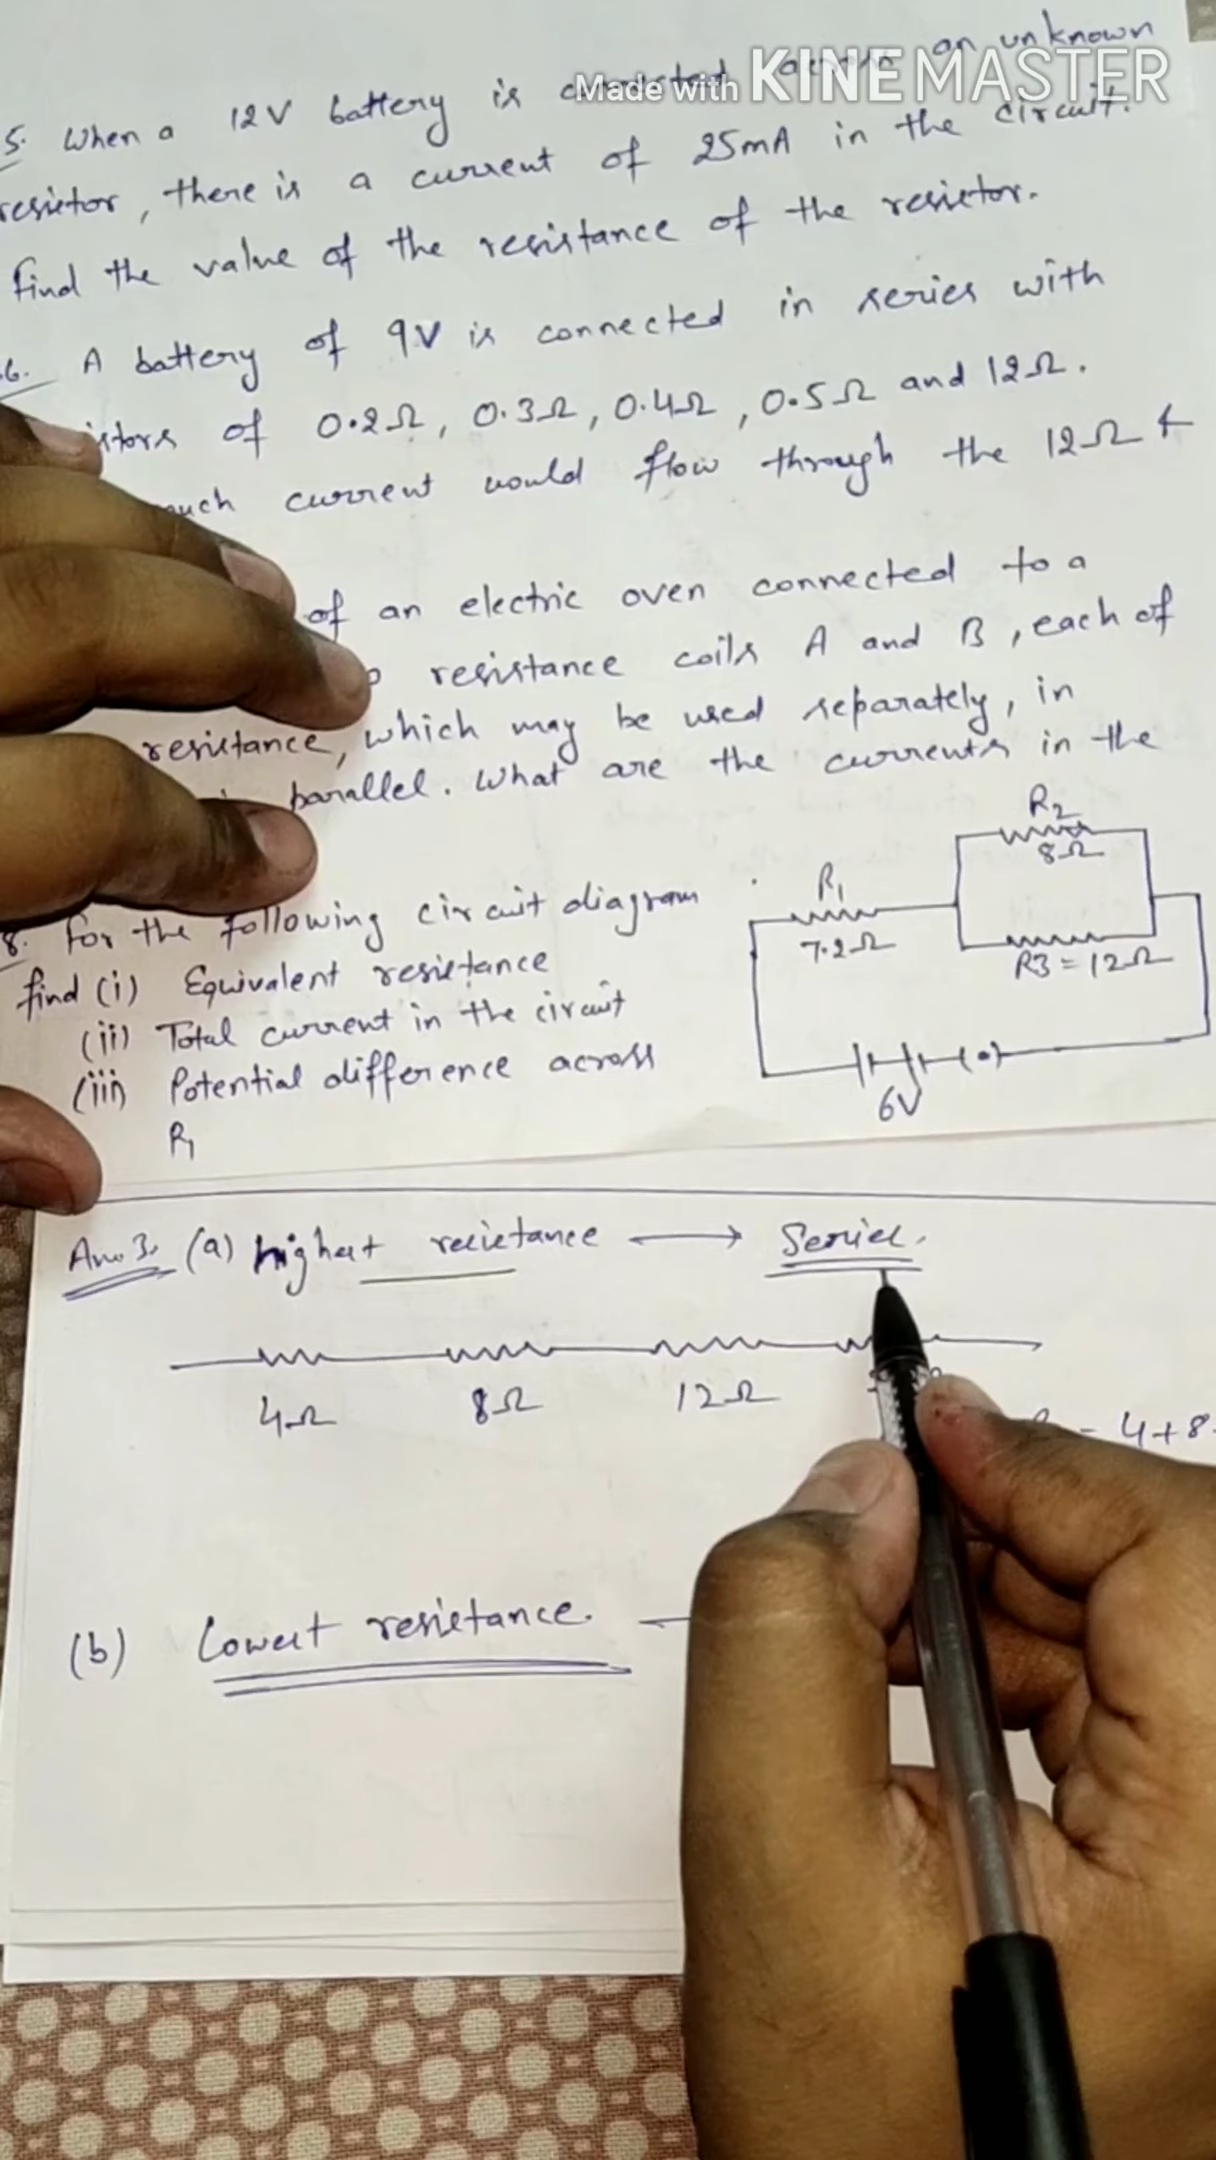 Made with KINEMASTER
5. When a 12V battery is connected across an unknown
resistor, there is a current of 25mA in the circuit.
Find the value of the resistance of the resistor.
6. A battery of 9V is connected in series with
of 0.2Ω, 0.3Ω, 0.4Ω, 0.5Ω and 12Ω.
current would flow through the 12Ω
of an electric oven connected to a
resistance coils A and B, each of
resistance, which may be used separately, in
parallel. What are the currents in the
8. For the following circuit diagram
find (i) Equivalent resistance
(ii) Total current in the circuit
(iii) Potential difference across
R1
R1
7.2Ω
R2
8Ω
R3 = 12Ω
6V
Ans 3. (a) highest resistance → Series.
4Ω 8Ω 12Ω
= 4+8
(b) Lowest resistance.